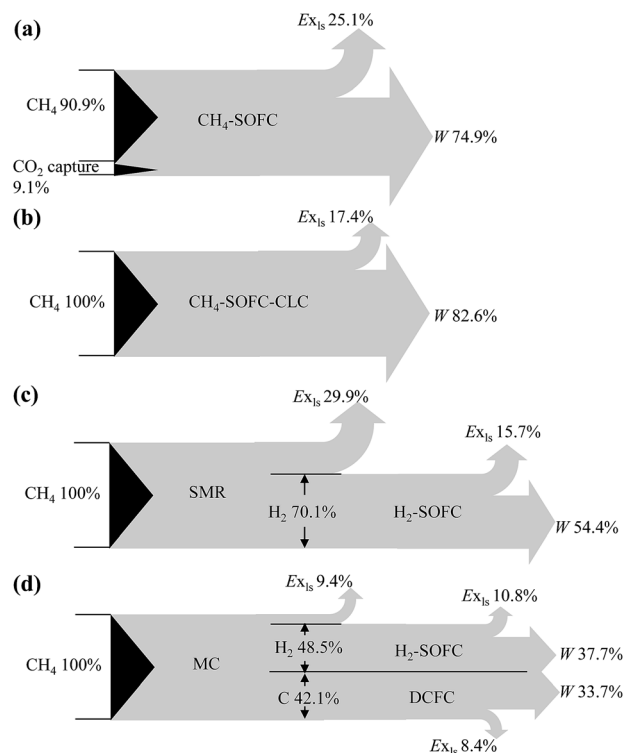 (a)
Exls 25.1%
CH4 90.9%
CH4-SOFC
W 74.9%
CO2 capture
9.1%
(b)
Exls 17.4%
CH4 100%
CH4-SOFC-CLC
W 82.6%
(c)
Exls 29.9%
Exls 15.7%
CH4 100%
SMR
H2 70.1%
H2-SOFC
W 54.4%
(d)
Exls 9.4%
Exls 10.8%
CH4 100%
MC
H2 48.5%
H2-SOFC
W 37.7%
C 42.1%
DCFC
W 33.7%
Exls 8.4%